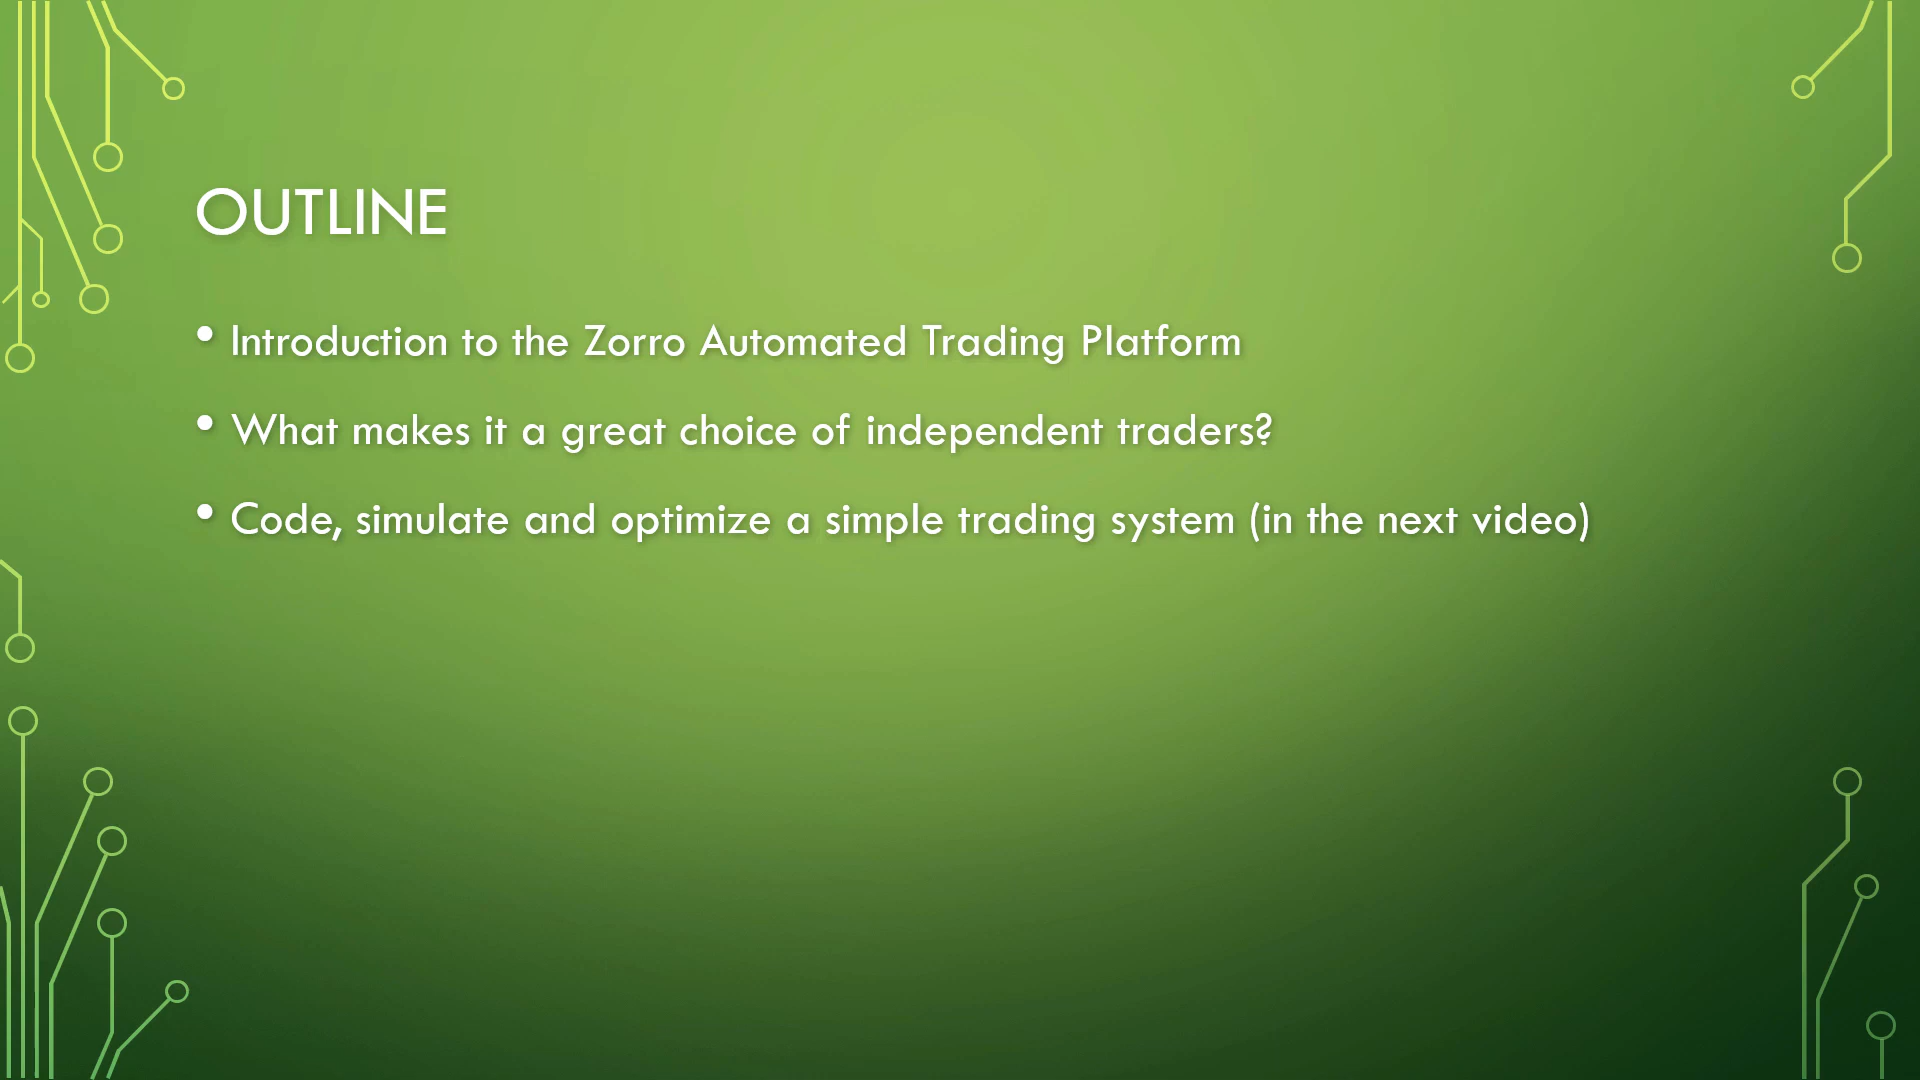 OUTLINE
• Introduction to the Zorro Automated Trading Platform
• What makes it a great choice of independent traders?
• Code, simulate and optimize a simple trading system (in the next video)